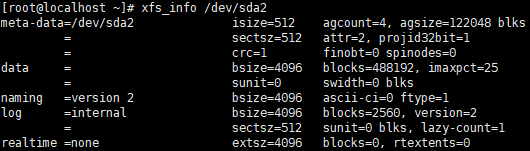 [root@localhost ~]# xfs_info /dev/sda2
meta-data=/dev/sda2              isize=512    agcount=4, agsize=122048 blks
         =                       sectsz=512   attr=2, projid32bit=1
         =                       crc=1        finobt=0 spinodes=0
data     =                       bsize=4096   blocks=488192, imaxpct=25
         =                       sunit=0      swidth=0 blks
naming   =version 2              bsize=4096   ascii-ci=0 ftype=1
log      =internal               bsize=4096   blocks=2560, version=2
         =                       sectsz=512   sunit=0 blks, lazy-count=1
realtime =none                   extsz=4096   blocks=0, rtextents=0